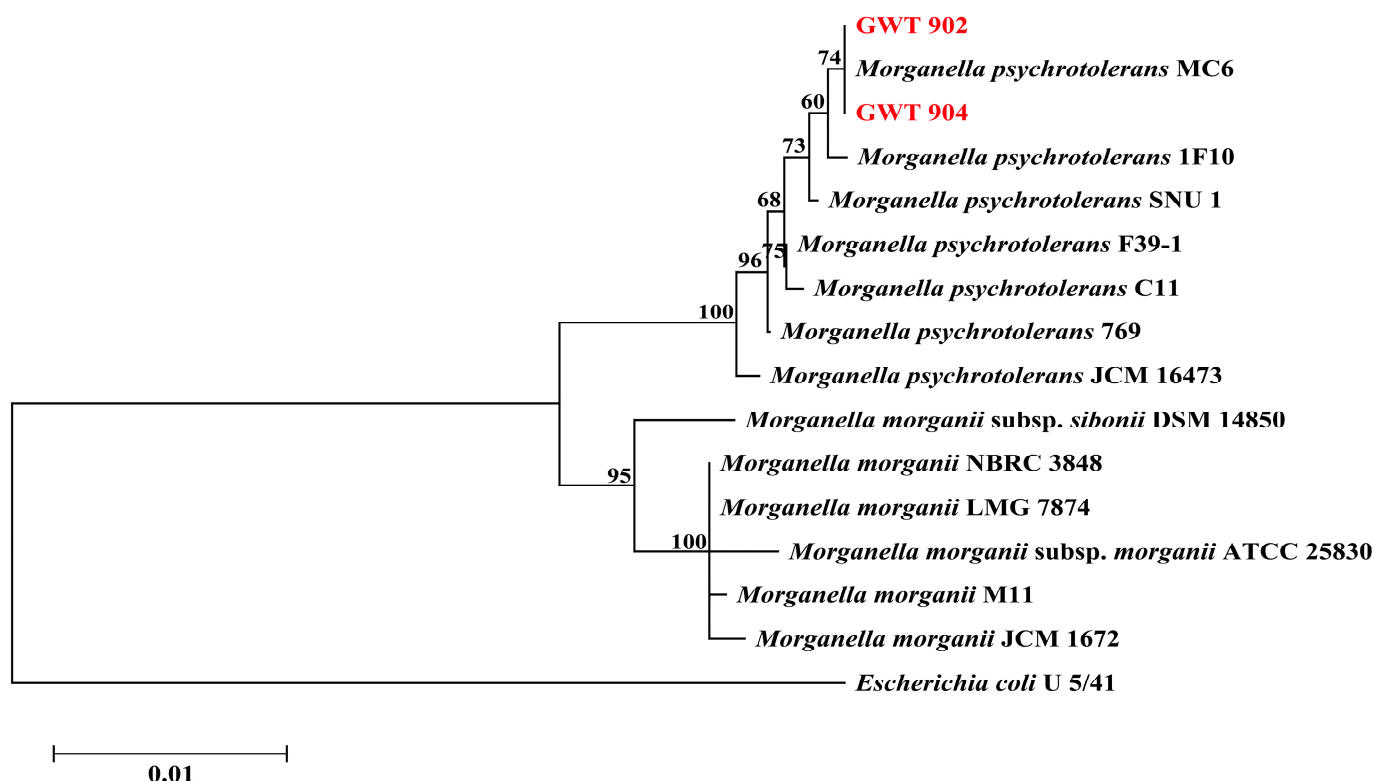 GWT 902
74
Morganella psychrotolerans MC6
60
GWT 904
73
Morganella psychrotolerans 1F10
68
Morganella psychrotolerans SNU 1
75
Morganella psychrotolerans F39-1
96
Morganella psychrotolerans C11
100
Morganella psychrotolerans 769
Morganella psychrotolerans JCM 16473
Morganella morganii subsp. sibonii DSM 14850
Morganella morganii NBRC 3848
95
Morganella morganii LMG 7874
100
Morganella morganii subsp. morganii ATCC 25830
Morganella morganii M11
Morganella morganii JCM 1672
Escherichia coli U 5/41
0.01